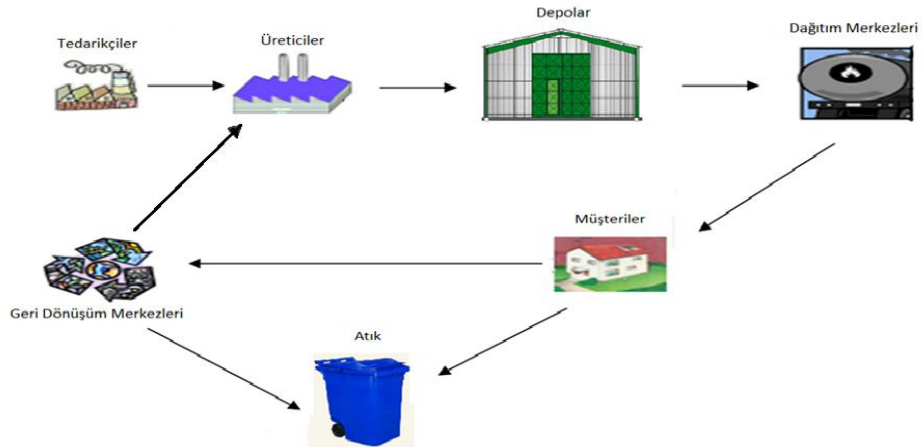 Tedarikçiler
Üreticiler
Depolar
Dağıtım Merkezleri
Müşteriler
Geri Dönüşüm Merkezleri
Atık